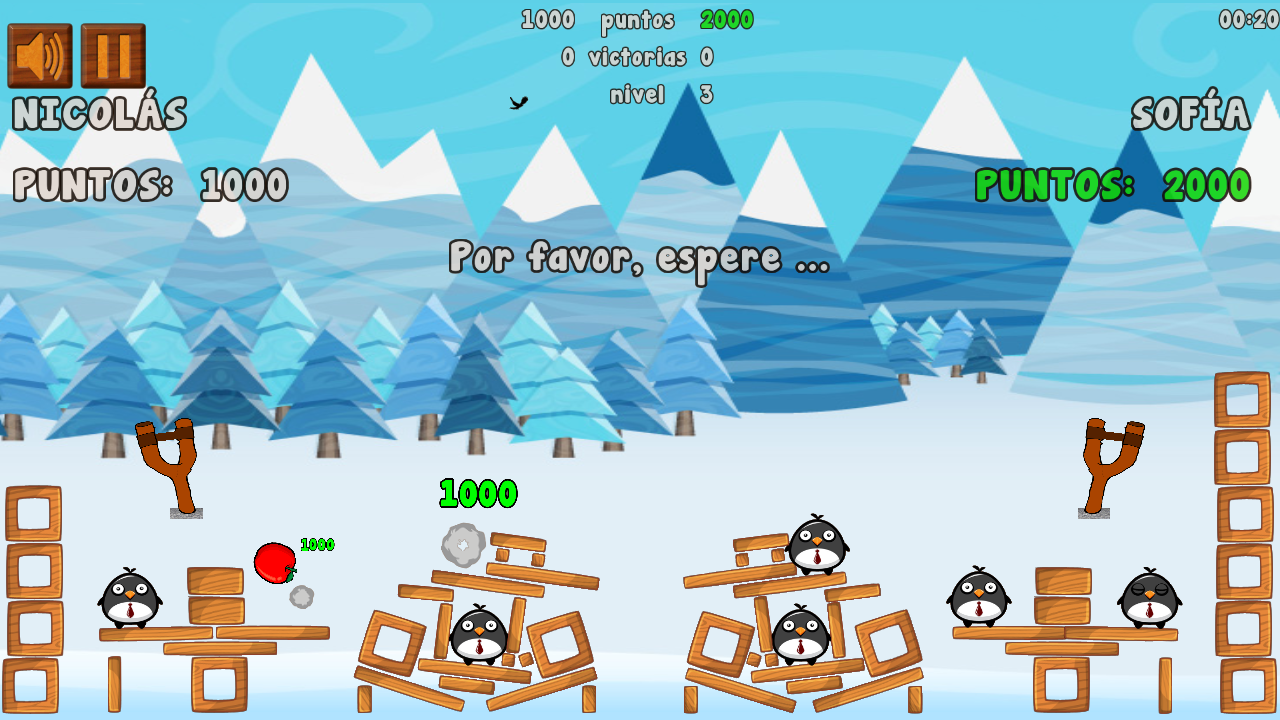 1000 puntos 2000
00:20
0 victorias 0
nivel 3
NICOLÁS
SOFÍA
PUNTOS: 1000
PUNTOS: 2000
Por favor, espere ...
1000
1000